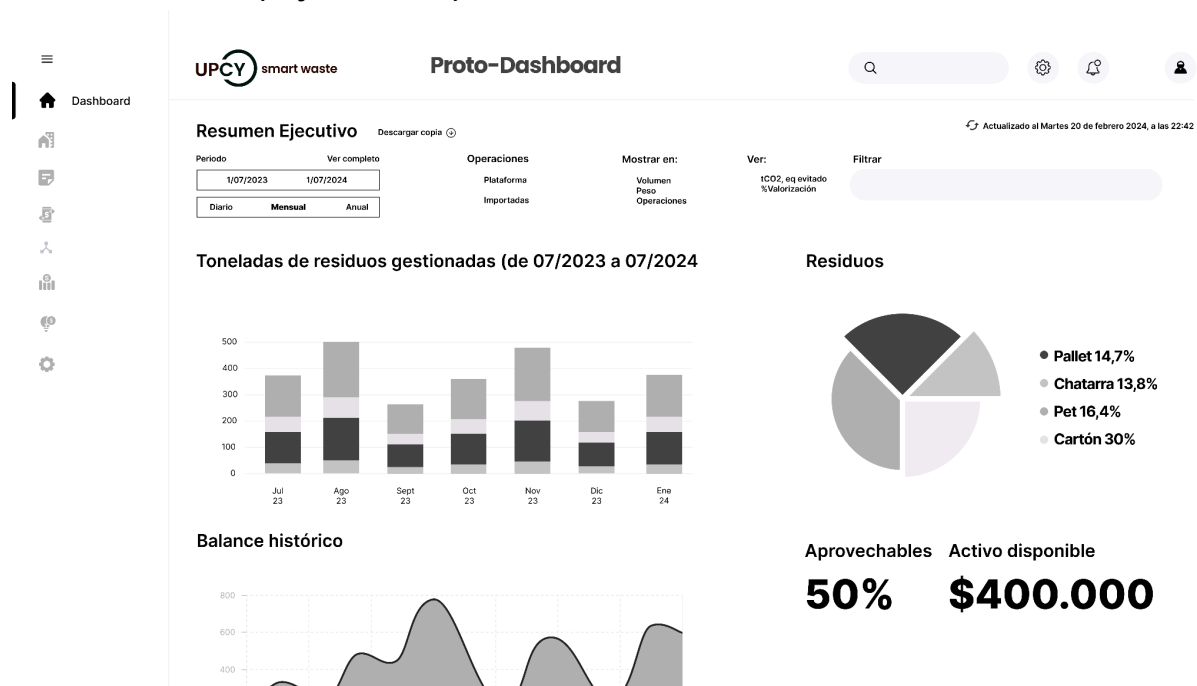 Dashboard
UPCY smart waste
Proto-Dashboard
Resumen Ejecutivo
Descargar copia
Actualizado al Martes 20 de febrero 2024, a las 22:42
Periodo
Ver completo
1/07/2023
1/07/2024
Diario
Mensual
Anual
Operaciones
Plataforma
Importadas
Mostrar en:
Volumen
Peso
Operaciones
Ver:
tCO2, eq evitado
%Valorización
Filtrar
Toneladas de residuos gestionadas (de 07/2023 a 07/2024
500
400
300
200
100
0
Jul
23
Ago
23
Sept
23
Oct
23
Nov
23
Dic
23
Ene
24
Residuos
Pallet 14,7%
Chatarra 13,8%
Pet 16,4%
Cartón 30%
Balance histórico
800
600
400
Aprovechables
50%
Activo disponible
$400.000